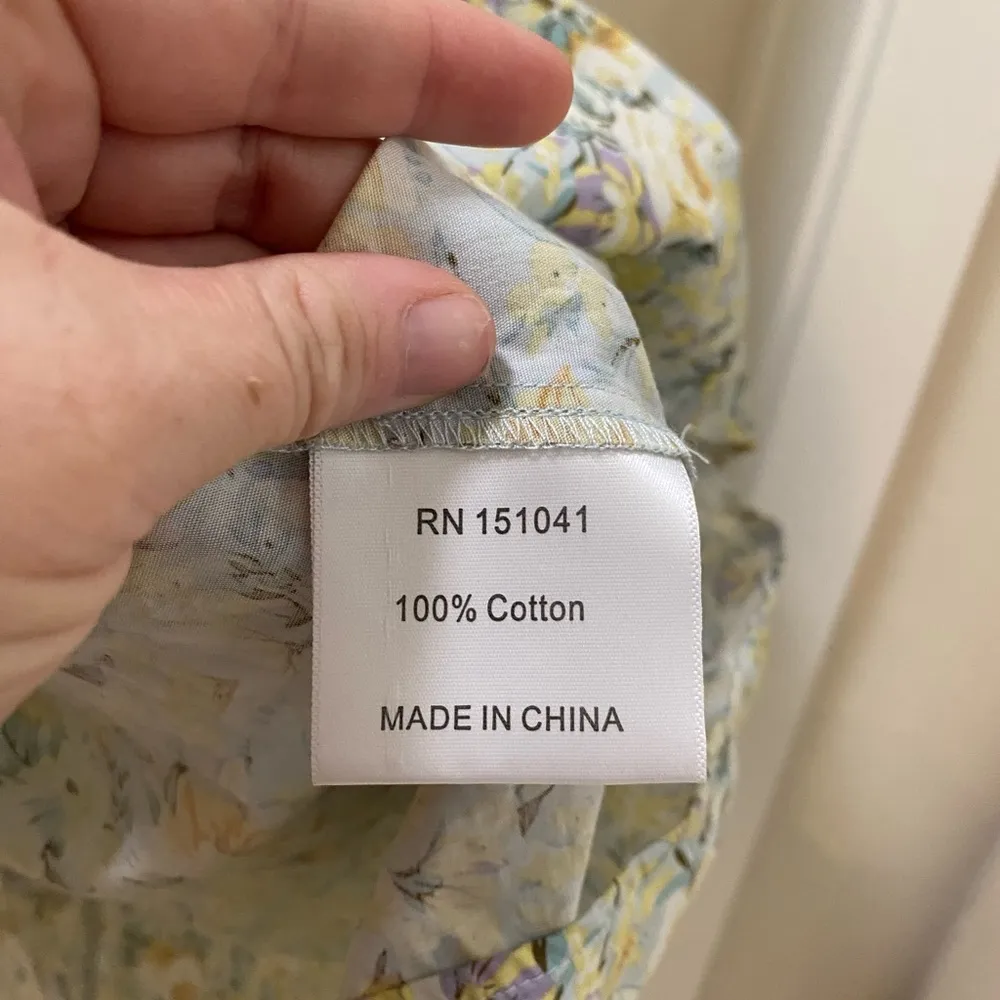 RN 151041
100% Cotton
MADE IN CHINA